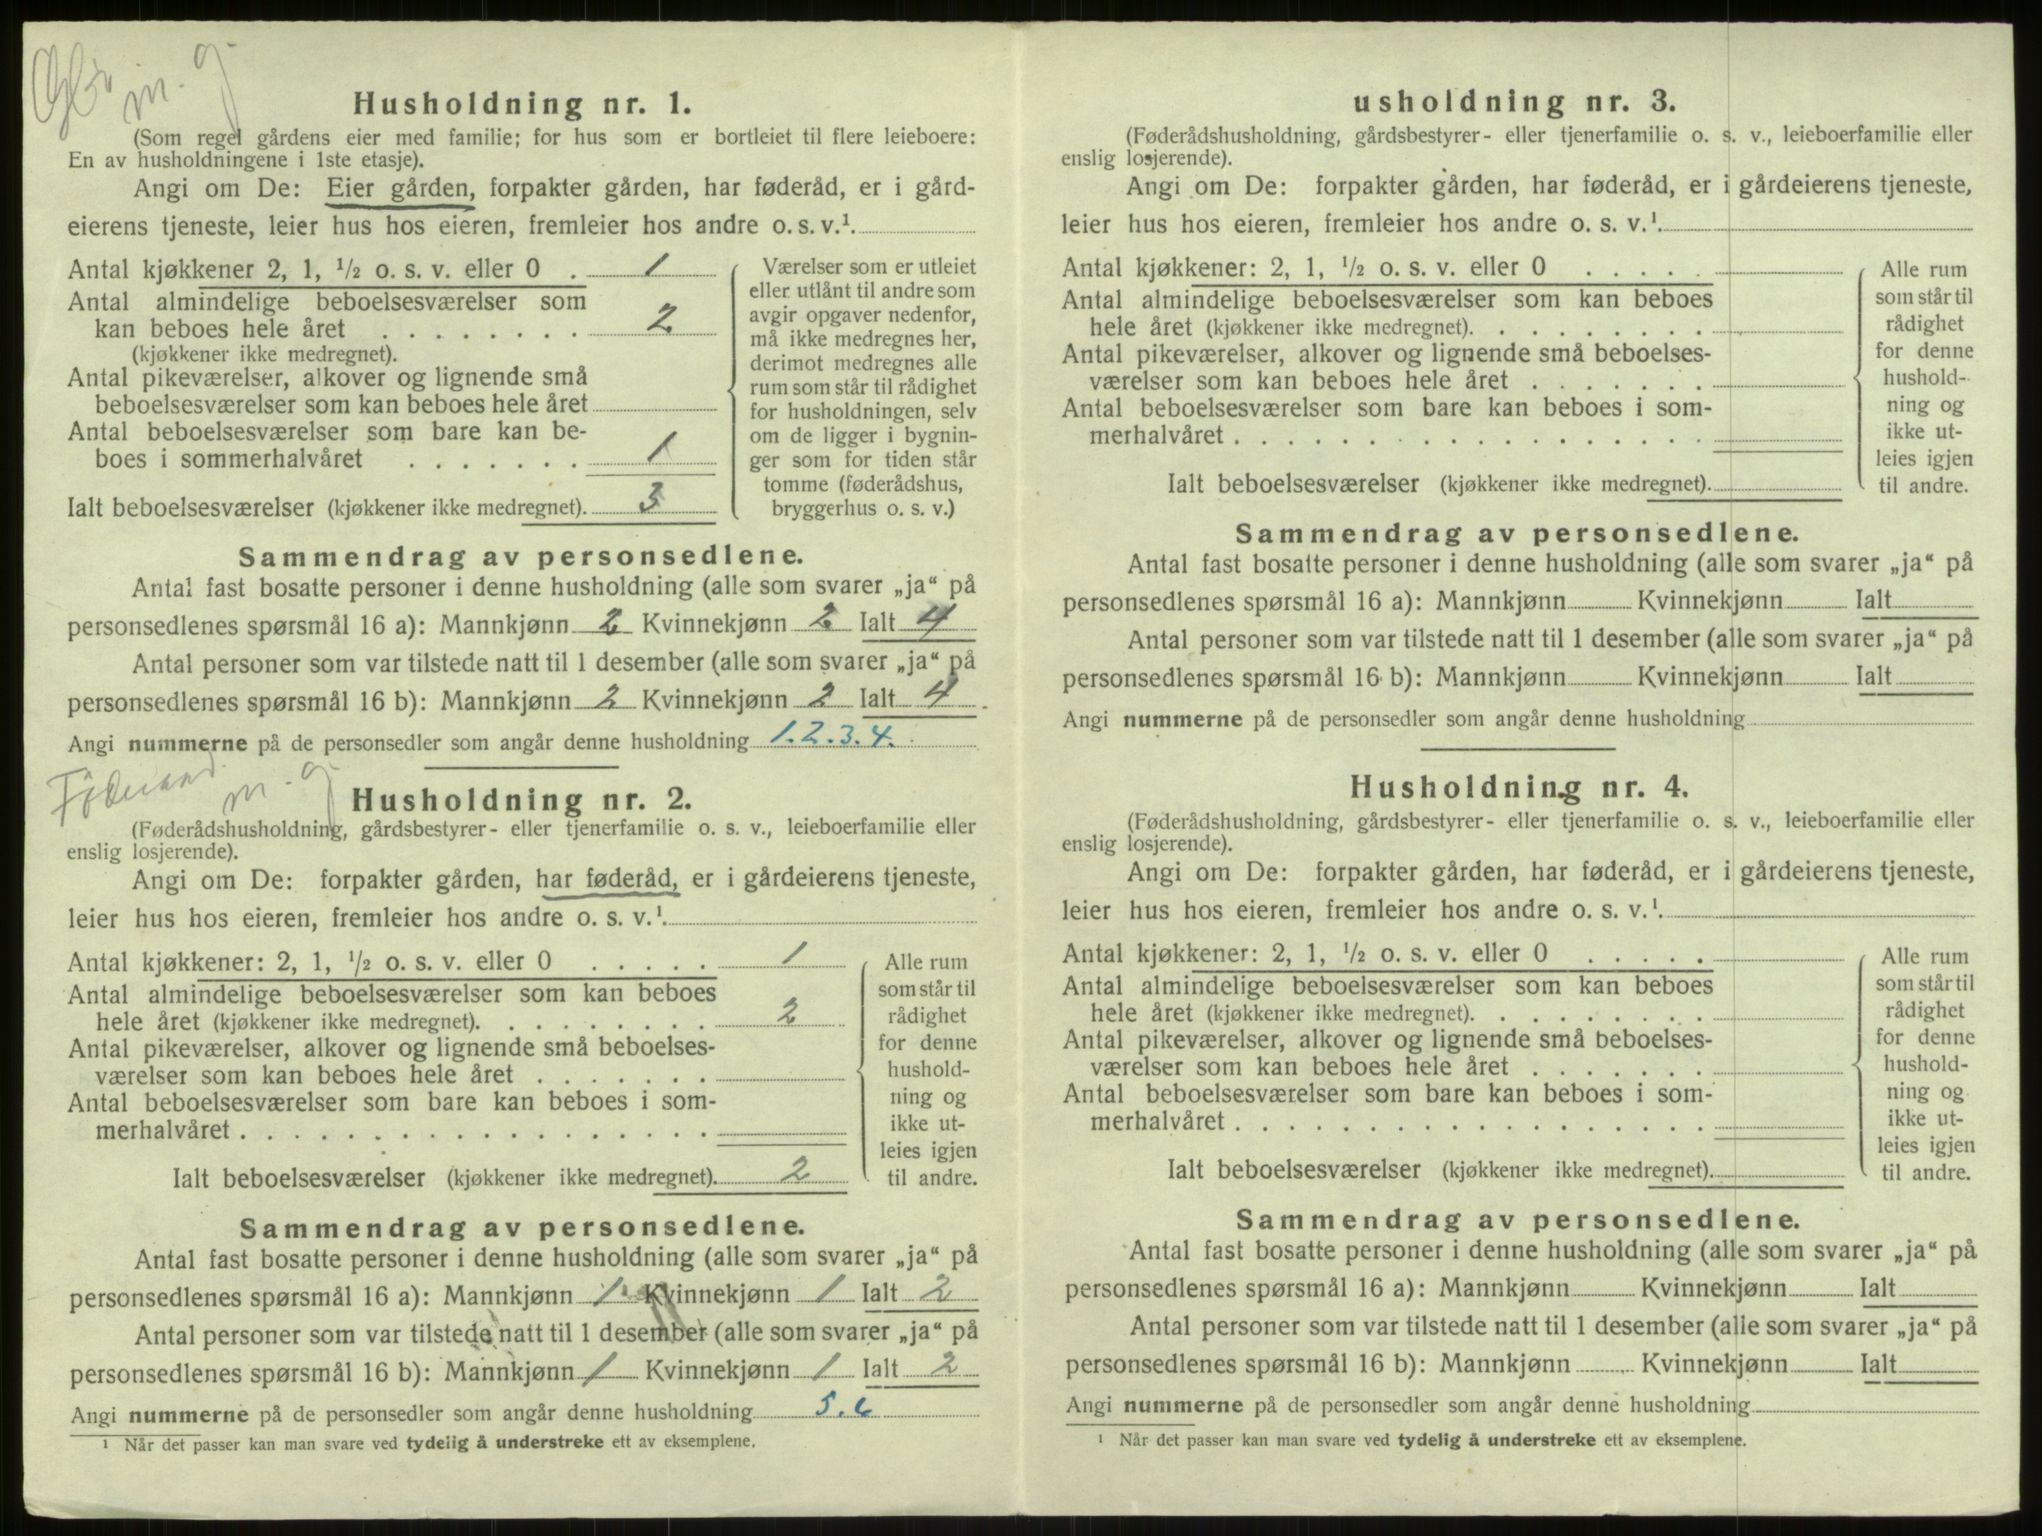 m. g
Husholdning nr. 1.
(Som regel gårdens eier med familie; for hus som er bortleiet til flere leieboere:
En av husholdningene i 1ste etasje).
Angi om De: Eier gården, forpakter gården, har føderåd, er i gård-
eierens tjeneste, leier hus hos eieren, fremleier hos andre o. s. v.¹.
Antal kjøkkener 2, 1, ½ o. s. v. eller 0 . 1
Antal almindelige beboelsesværelser som
kan beboes hele året . . . . . . . . 2
(kjøkkener ikke medregnet).
Antal pikeværelser, alkover og lignende små
beboelsesværelser som kan beboes hele året
Antal beboelsesværelser som bare kan be-
boes i sommerhalvåret . . . . . . . 1
Ialt beboelsesværelser (kjøkkener ikke medregnet). 3
Værelser som er utleiet
eller utlånt til andre som
avgir opgaver nedenfor,
må ikke medregnes her,
derimot medregnes alle
rum som står til rådighet
for husholdningen, selv
om de ligger i bygnin-
ger som for tiden står
tomme (føderådshus,
bryggerhus o. s. v.)
Sammendrag av personsedlene.
Antal fast bosatte personer i denne husholdning (alle som svarer „ja“ på
personsedlenes spørsmål 16 a): Mannkjønn 2 Kvinnekjønn 2 Ialt 4
Antal personer som var tilstede natt til 1 desember (alle som svarer „ja“ på
personsedlenes spørsmål 16 b): Mannkjønn 2 Kvinnekjønn 2 Ialt 4
Angi nummerne på de personsedler som angår denne husholdning 1.2.3.4.
Föderaad m. g
Husholdning nr. 2.
(Føderådshusholdning, gårdsbestyrer- eller tjenerfamilie o. s. v., leieboerfamilie eller
enslig losjerende).
Angi om De: forpakter gården, har føderåd, er i gårdeierens tjeneste,
leier hus hos eieren, fremleier hos andre o. s. v.¹.
Antal kjøkkener: 2, 1, ½ o. s. v. eller 0 . . . . . 1
Antal almindelige beboelsesværelser som kan beboes
hele året (kjøkkener ikke medregnet). . . . . . . . . 2
Antal pikeværelser, alkover og lignende små beboelses-
værelser som kan beboes hele året . . . . . . .
Antal beboelsesværelser som bare kan beboes i som-
merhalvåret . . . . . . . . . . . . . . . . . .
Ialt beboelsesværelser (kjøkkener ikke medregnet). 2
Alle rum
som står til
rådighet
for denne
hushold-
ning og
ikke ut-
leies igjen
til andre.
Sammendrag av personsedlene.
Antal fast bosatte personer i denne husholdning (alle som svarer „ja“ på
personsedlenes spørsmål 16 a): Mannkjønn 1 Kvinnekjønn 1 Ialt 2
Antal personer som var tilstede natt til 1 desember (alle som svarer „ja“ på
personsedlenes spørsmål 16 b): Mannkjønn 1 Kvinnekjønn 1 Ialt 2
Angi nummerne på de personsedler som angår denne husholdning 5.6
¹ Når det passer kan man svare ved tydelig å understreke ett av eksemplene.
usholdning nr. 3.
(Føderådshusholdning, gårdsbestyrer- eller tjenerfamilie o. s. v., leieboerfamilie eller
enslig losjerende).
Angi om De: forpakter gården, har føderåd, er i gårdeierens tjeneste,
leier hus hos eieren, fremleier hos andre o. s. v.¹.
Antal kjøkkener: 2, 1, ½ o. s. v. eller 0 . . . . .
Antal almindelige beboelsesværelser som kan beboes
hele året (kjøkkener ikke medregnet). . . . . . . . .
Antal pikeværelser, alkover og lignende små beboelses-
værelser som kan beboes hele året . . . . . . .
Antal beboelsesværelser som bare kan beboes i som-
merhalvåret . . . . . . . . . . . . . . . . . .
Ialt beboelsesværelser (kjøkkener ikke medregnet).
Alle rum
som står til
rådighet
for denne
hushold-
ning og
ikke ut-
leies igjen
til andre.
Sammendrag av personsedlene.
Antal fast bosatte personer i denne husholdning (alle som svarer „ja“ på
personsedlenes spørsmål 16 a): Mannkjønn Kvinnekjønn Ialt
Antal personer som var tilstede natt til 1 desember (alle som svarer „ja“ på
personsedlenes spørsmål 16 b): Mannkjønn Kvinnekjønn Ialt
Angi nummerne på de personsedler som angår denne husholdning
Husholdning nr. 4.
(Føderådshusholdning, gårdsbestyrer- eller tjenerfamilie o. s. v., leieboerfamilie eller
enslig losjerende).
Angi om De: forpakter gården, har føderåd, er i gårdeierens tjeneste,
leier hus hos eieren, fremleier hos andre o. s. v.¹.
Antal kjøkkener: 2, 1, ½ o. s. v. eller 0 . . . . .
Antal almindelige beboelsesværelser som kan beboes
hele året (kjøkkener ikke medregnet). . . . . . . . .
Antal pikeværelser, alkover og lignende små beboelses-
værelser som kan beboes hele året . . . . . . .
Antal beboelsesværelser som bare kan beboes i som-
merhalvåret . . . . . . . . . . . . . . . . . .
Ialt beboelsesværelser (kjøkkener ikke medregnet).
Alle rum
som står til
rådighet
for denne
hushold-
ning og
ikke ut-
leies igjen
til andre.
Sammendrag av personsedlene.
Antal fast bosatte personer i denne husholdning (alle som svarer „ja“ på
personsedlenes spørsmål 16 a): Mannkjønn Kvinnekjønn Ialt
Antal personer som var tilstede natt til 1 desember (alle som svarer „ja“ på
personsedlenes spørsmål 16 b): Mannkjønn Kvinnekjønn Ialt
Angi nummerne på de personsedler som angår denne husholdning
¹ Når det passer kan man svare ved tydelig å understreke ett av eksemplene.